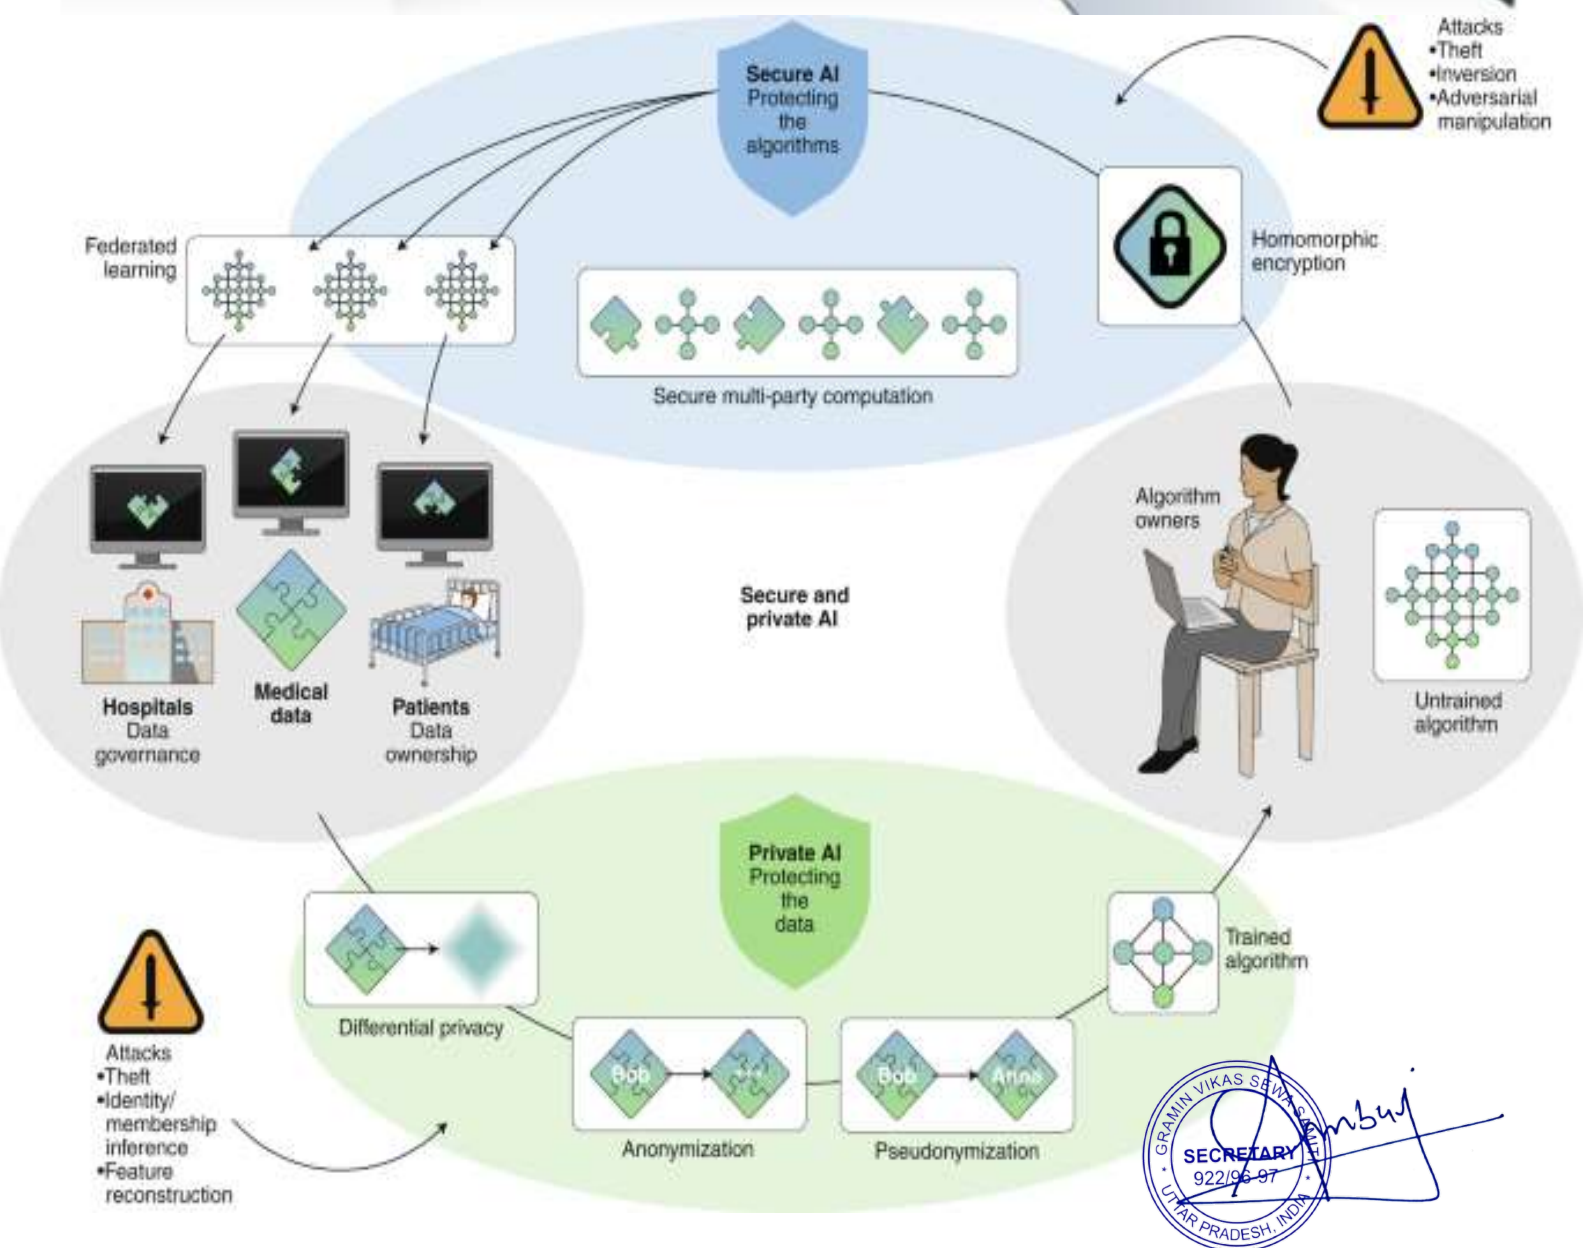 Secure AI
Protecting
the
algorithms
Attacks
•Theft
•Inversion
•Adversarial
manipulation
Federated
learning
Homomorphic
encryption
Secure multi-party computation
Algorithm
owners
Untrained
algorithm
Secure and
private AI
Hospitals
Data
governance
Medical
data
Patients
Data
ownership
Private AI
Protecting
the
data
Trained
algorithm
Differential privacy
Bob
***
Anonymization
Bob
Anna
Pseudonymization
Attacks
•Theft
•Identity/
membership
inference
•Feature
reconstruction
GRAMIN VIKAS SEWA SAMITI
SECRETARY
922/96-97
UTTAR PRADESH, INDIA